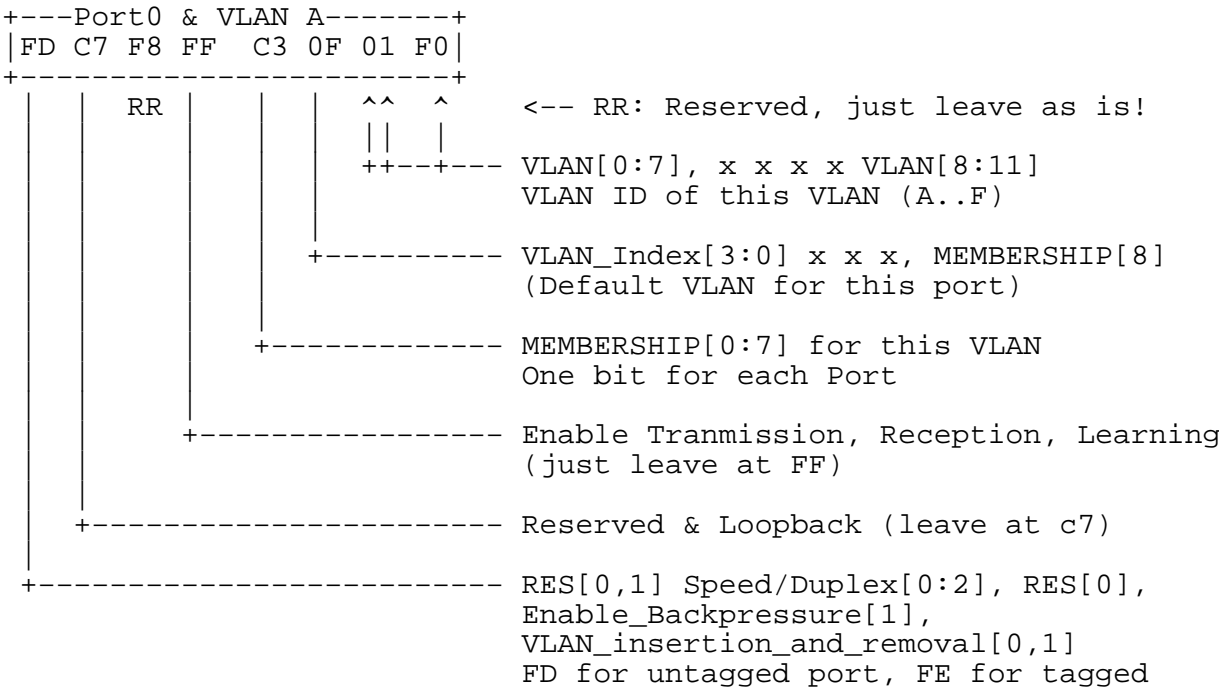 +---Port0 & VLAN A-------+
|FD C7 F8 FF  C3 0F 01 F0|
+------------------------+
 |  |  RR |   |  |  ^^  ^    <-- RR: Reserved, just leave as is!
 |  |     |   |  |  ||  |
 |  |     |   |  |  ++--+--- VLAN[0:7], x x x x VLAN[8:11]
 |  |     |   |  |           VLAN ID of this VLAN (A..F)
 |  |     |   |  |
 |  |     |   |  +---------- VLAN_Index[3:0] x x x, MEMBERSHIP[8]
 |  |     |   |              (Default VLAN for this port)
 |  |     |   |
 |  |     |   +------------- MEMBERSHIP[0:7] for this VLAN
 |  |     |                  One bit for each Port
 |  |     |
 |  |     +----------------- Enable Tranmission, Reception, Learning
 |  |                        (just leave at FF)
 |  |
 |  +----------------------- Reserved & Loopback (leave at c7)
 |
 +-------------------------- RES[0,1] Speed/Duplex[0:2], RES[0],
                             Enable_Backpressure[1],
                             VLAN_insertion_and_removal[0,1]
                             FD for untagged port, FE for tagged